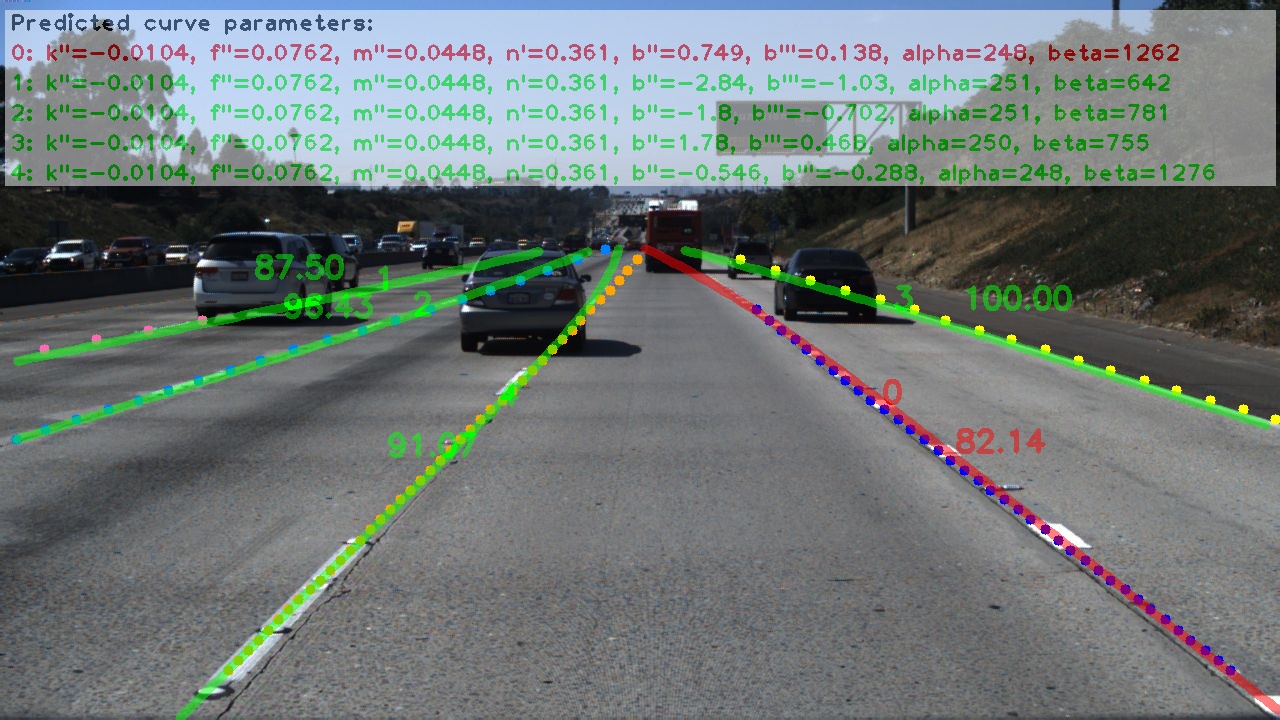 Predicted curve parameters:
0: k''=-0.0104, f''=0.0762, m''=0.0448, n'=0.361, b''=0.749, b'''=0.138, alpha=248, beta=1262
1: k''=-0.0104, f''=0.0762, m''=0.0448, n'=0.361, b''=-2.84, b'''=-1.03, alpha=251, beta=642
2: k''=-0.0104, f''=0.0762, m''=0.0448, n'=0.361, b''=-1.8, b'''=-0.702, alpha=251, beta=781
3: k''=-0.0104, f''=0.0762, m''=0.0448, n'=0.361, b''=1.78, b'''=0.468, alpha=250, beta=755
4: k''=-0.0104, f''=0.0762, m''=0.0448, n'=0.361, b''=-0.546, b'''=-0.288, alpha=248, beta=1276
87.50 1
96.43 2
3 100.00
0
91.07
82.14